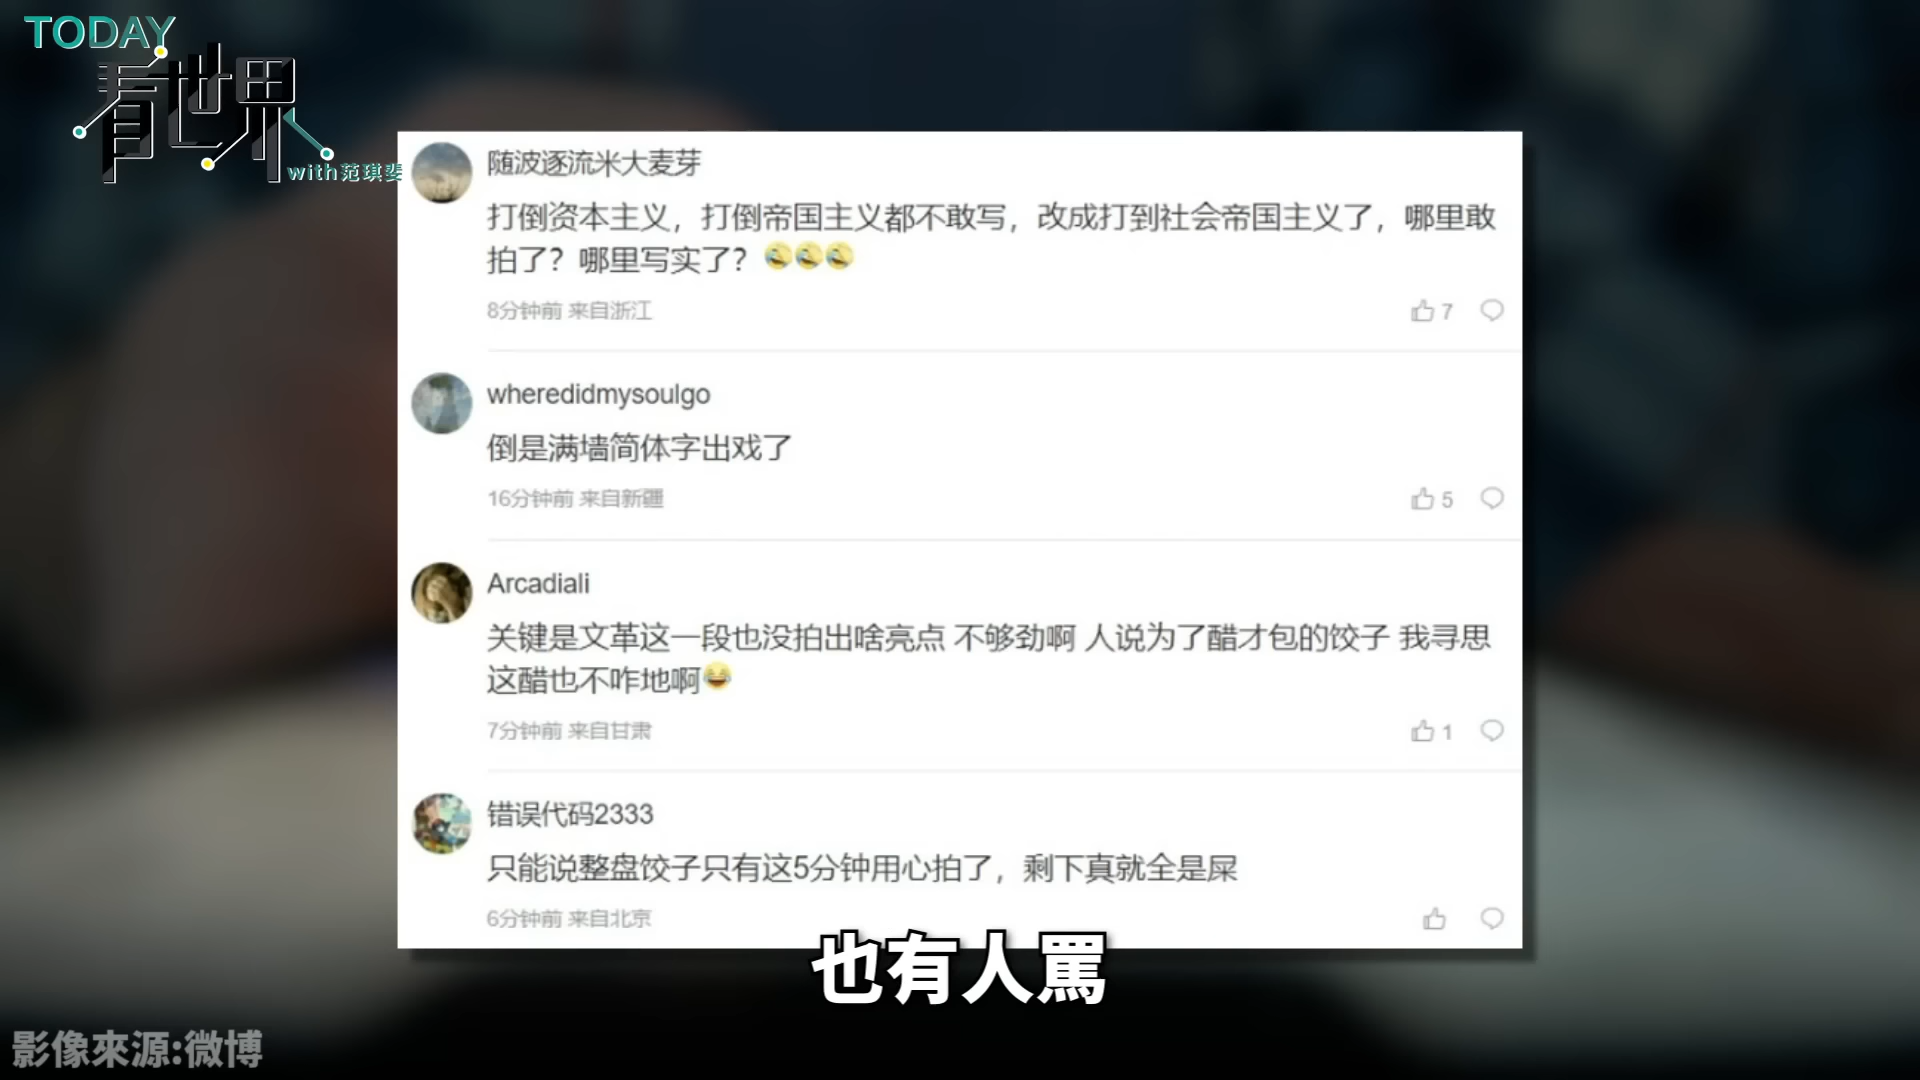 TODAY
看世界
with范琪斐
随波逐流米大麦芽
打倒资本主义，打倒帝国主义都不敢写，改成打到社会帝国主义了，哪里敢
拍了？哪里写实了？🤣🤣🤣
8分钟前 来自浙江
7
wheredidmysoulgo
倒是满墙简体字出戏了
16分钟前 来自新疆
5
Arcadiali
关键是文革这一段也没拍出啥亮点 不够劲啊 人说为了醋才包的饺子 我寻思
这醋也不咋地啊😂
7分钟前 来自甘肃
1
错误代码2333
只能说整盘饺子只有这5分钟用心拍了，剩下真就全是屎
6分钟前 来自北京
也有人罵
影像來源:微博